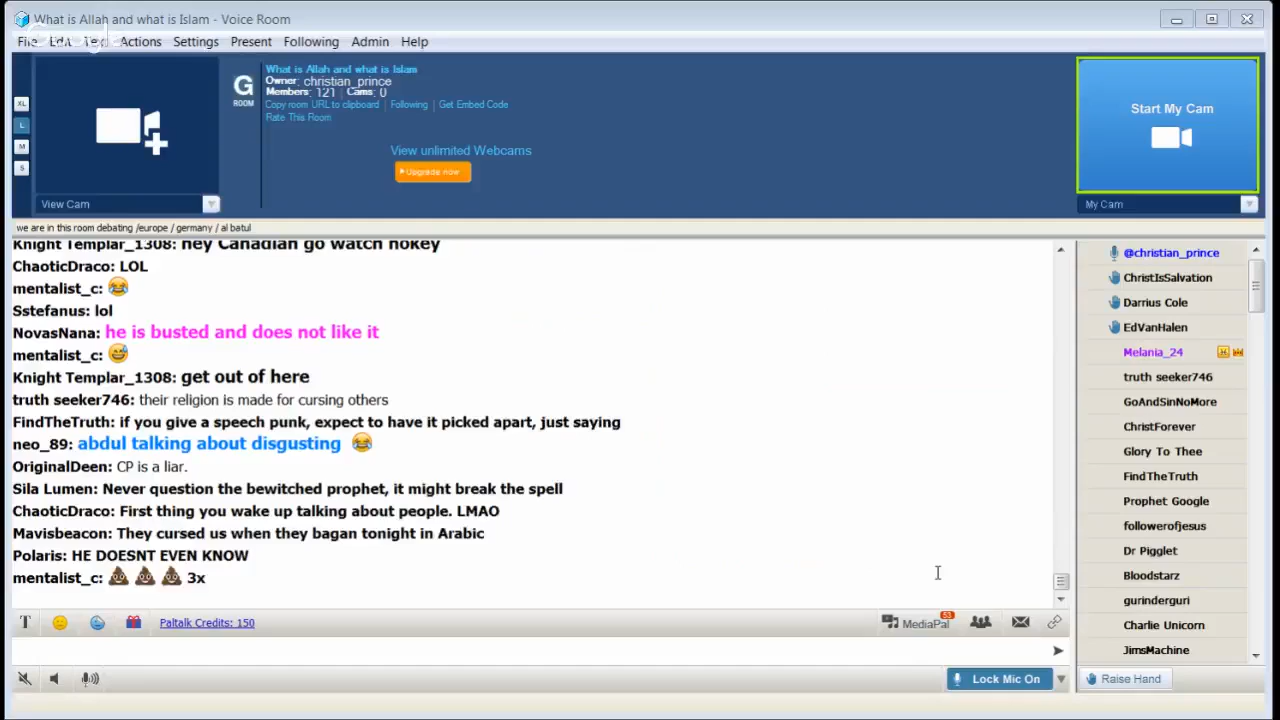 What is Allah and what is Islam - Voice Room
File Edit Text Actions Settings Present Following Admin Help
Google
XL
L
M
S
G
ROOM
What is Allah and what is Islam
Owner: christian_prince
Members: 121 Cams: 0
Copy room URL to clipboard | Following | Get Embed Code
Rate This Room
View unlimited Webcams
Upgrade now
Start My Cam
View Cam
My Cam
we are in this room debating /europe / germany / al batul
Knight Templar_1308: hey Canadian go watch hokey
ChaoticDraco: LOL
mentalist_c: 😂
Sstefanus: lol
NovasNana: he is busted and does not like it
mentalist_c: 😅
Knight Templar_1308: get out of here
truth seeker746: their religion is made for cursing others
FindTheTruth: if you give a speech punk, expect to have it picked apart, just saying
neo_89: abdul talking about disgusting 😂
OriginalDeen: CP is a liar.
Sila Lumen: Never question the bewitched prophet, it might break the spell
ChaoticDraco: First thing you wake up talking about people. LMAO
Mavisbeacon: They cursed us when they bagan tonight in Arabic
Polaris: HE DOESNT EVEN KNOW
mentalist_c: 💩 💩 💩 3x
@christian_prince
ChristIsSalvation
Darrius Cole
EdVanHalen
Melania_24
truth seeker746
GoAndSinNoMore
ChristForever
Glory To Thee
FindTheTruth
Prophet Google
followerofjesus
Dr Pigglet
Bloodstarz
gurinderguri
Charlie Unicorn
JimsMachine
T
Paltalk Credits: 150
MediaPal
53
Lock Mic On
Raise Hand